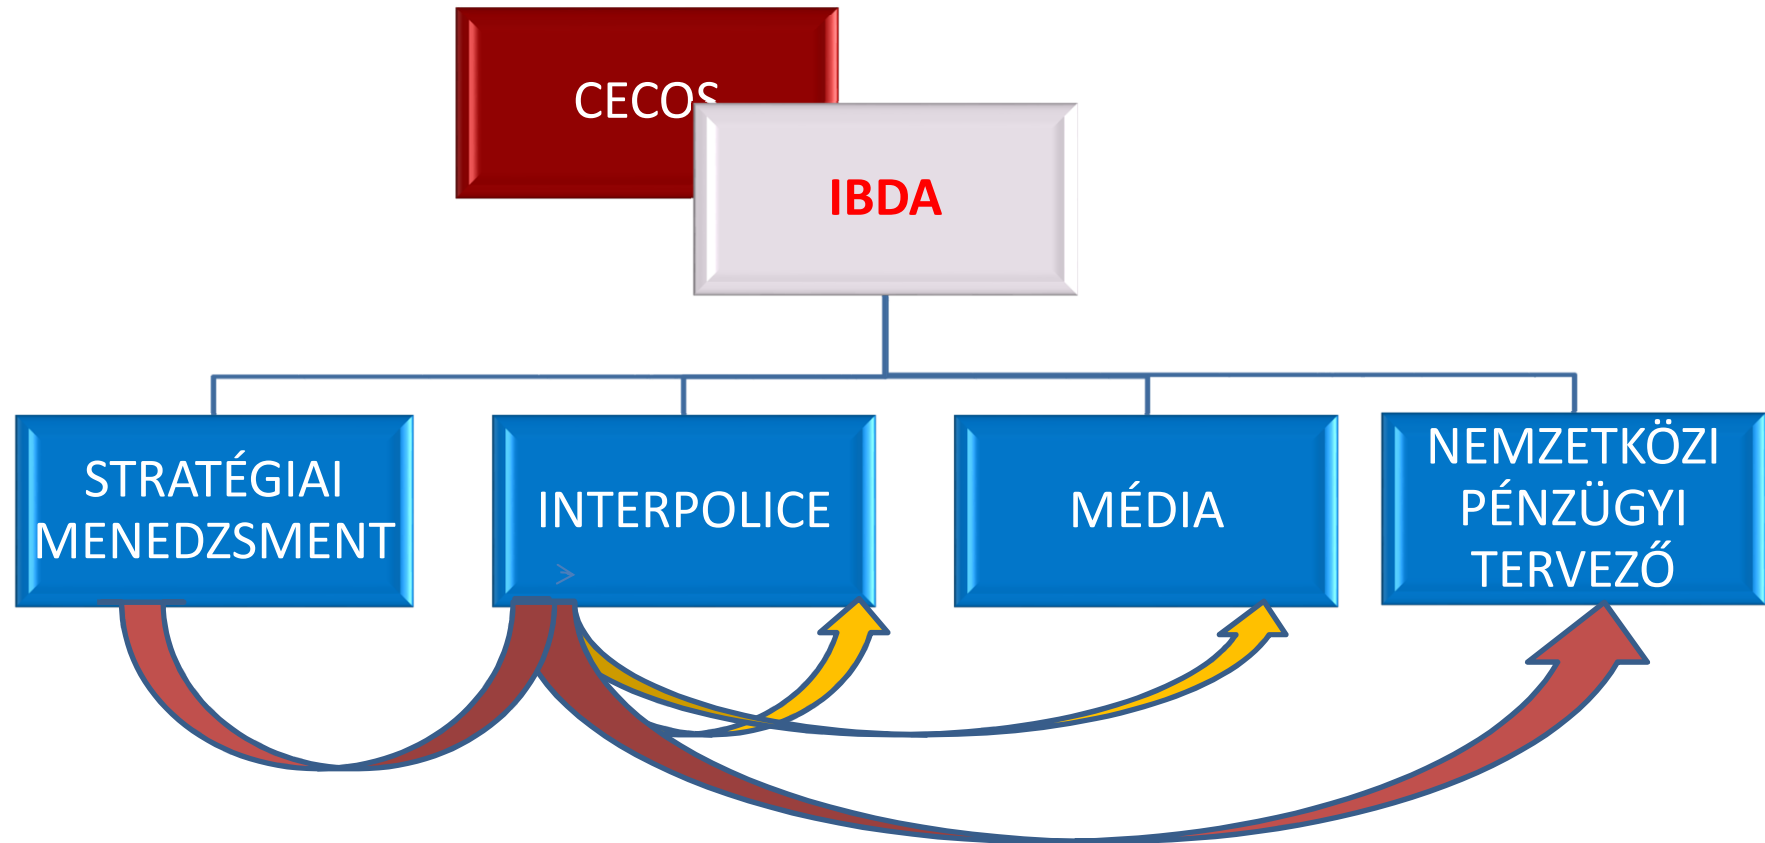 CECOS
IBDA
STRATÉGIAI
MENEDZSMENT
INTERPOLICE
MÉDIA
NEMZETKÖZI
PÉNZÜGYI
TERVEZŐ